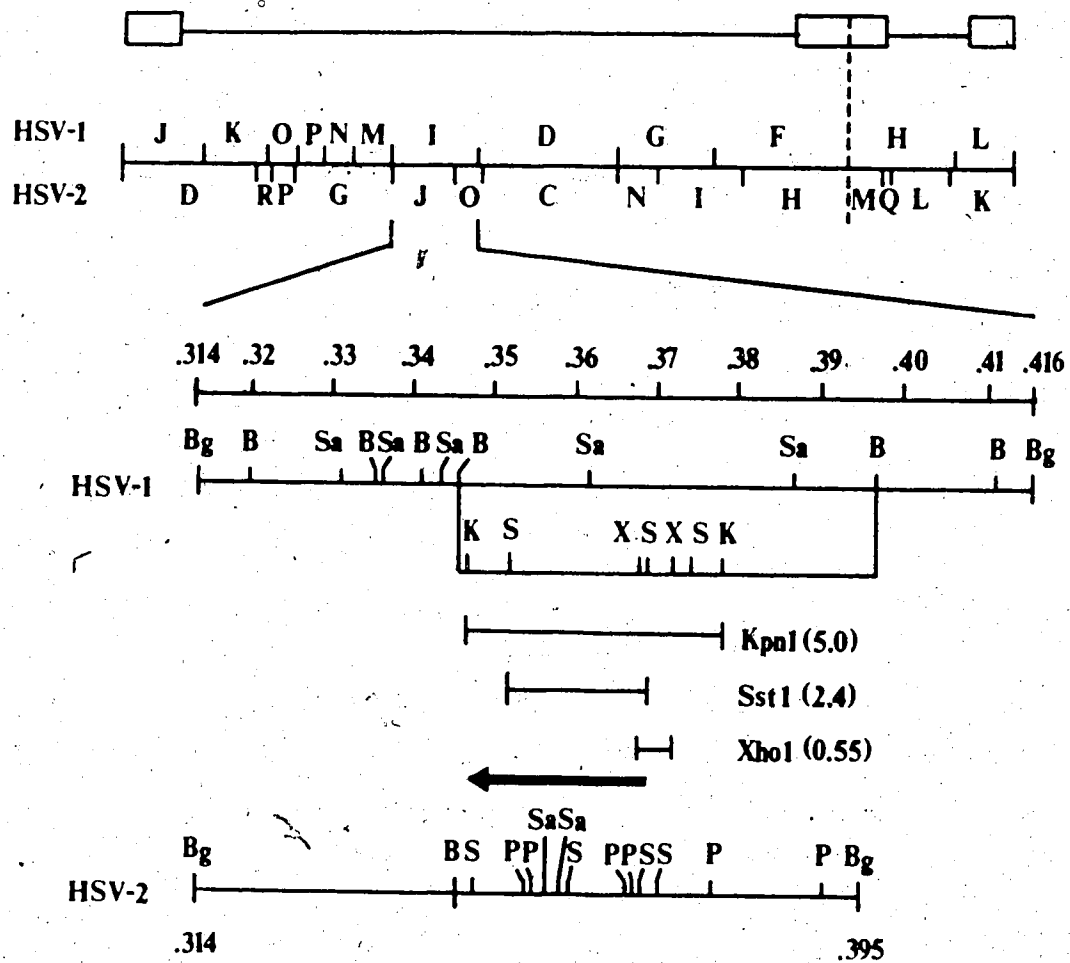 HSV-1 J K O P N M I D G F H L
HSV-2 D R P G J O C N I H M Q L K
.314 .32 .33 .34 .35 .36 .37 .38 .39 .40 .41 .416
Bg B Sa B Sa B Sa B Sa Sa B B Bg
HSV-1
K S X S X S K
Kpn1 (5.0)
Sst1 (2.4)
Xho1 (0.55)
Sa Sa
Bg B S P P S P P S S P P Bg
HSV-2
.314 .395